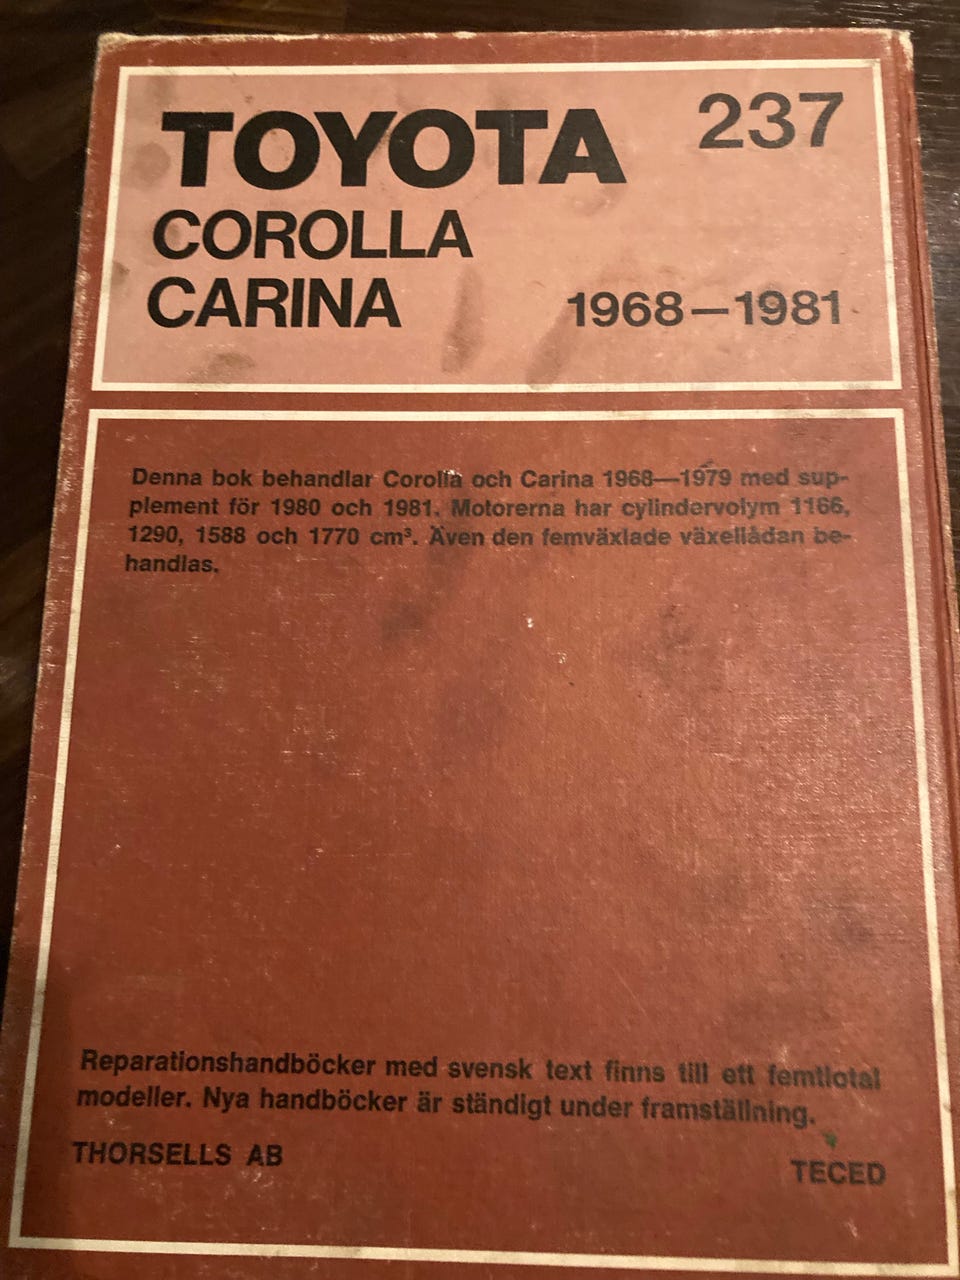 TOYOTA 237
COROLLA
CARINA 1968—1981
Denna bok behandlar Corolla och Carina 1968—1979 med sup-
plement för 1980 och 1981. Motorerna har cylindervolym 1166,
1290, 1588 och 1770 cm³. Även den femväxlade växellådan be-
handlas.
Reparationshandböcker med svensk text finns till ett femtiotal
modeller. Nya handböcker är ständigt under framställning.
THORSELLS AB
TECED